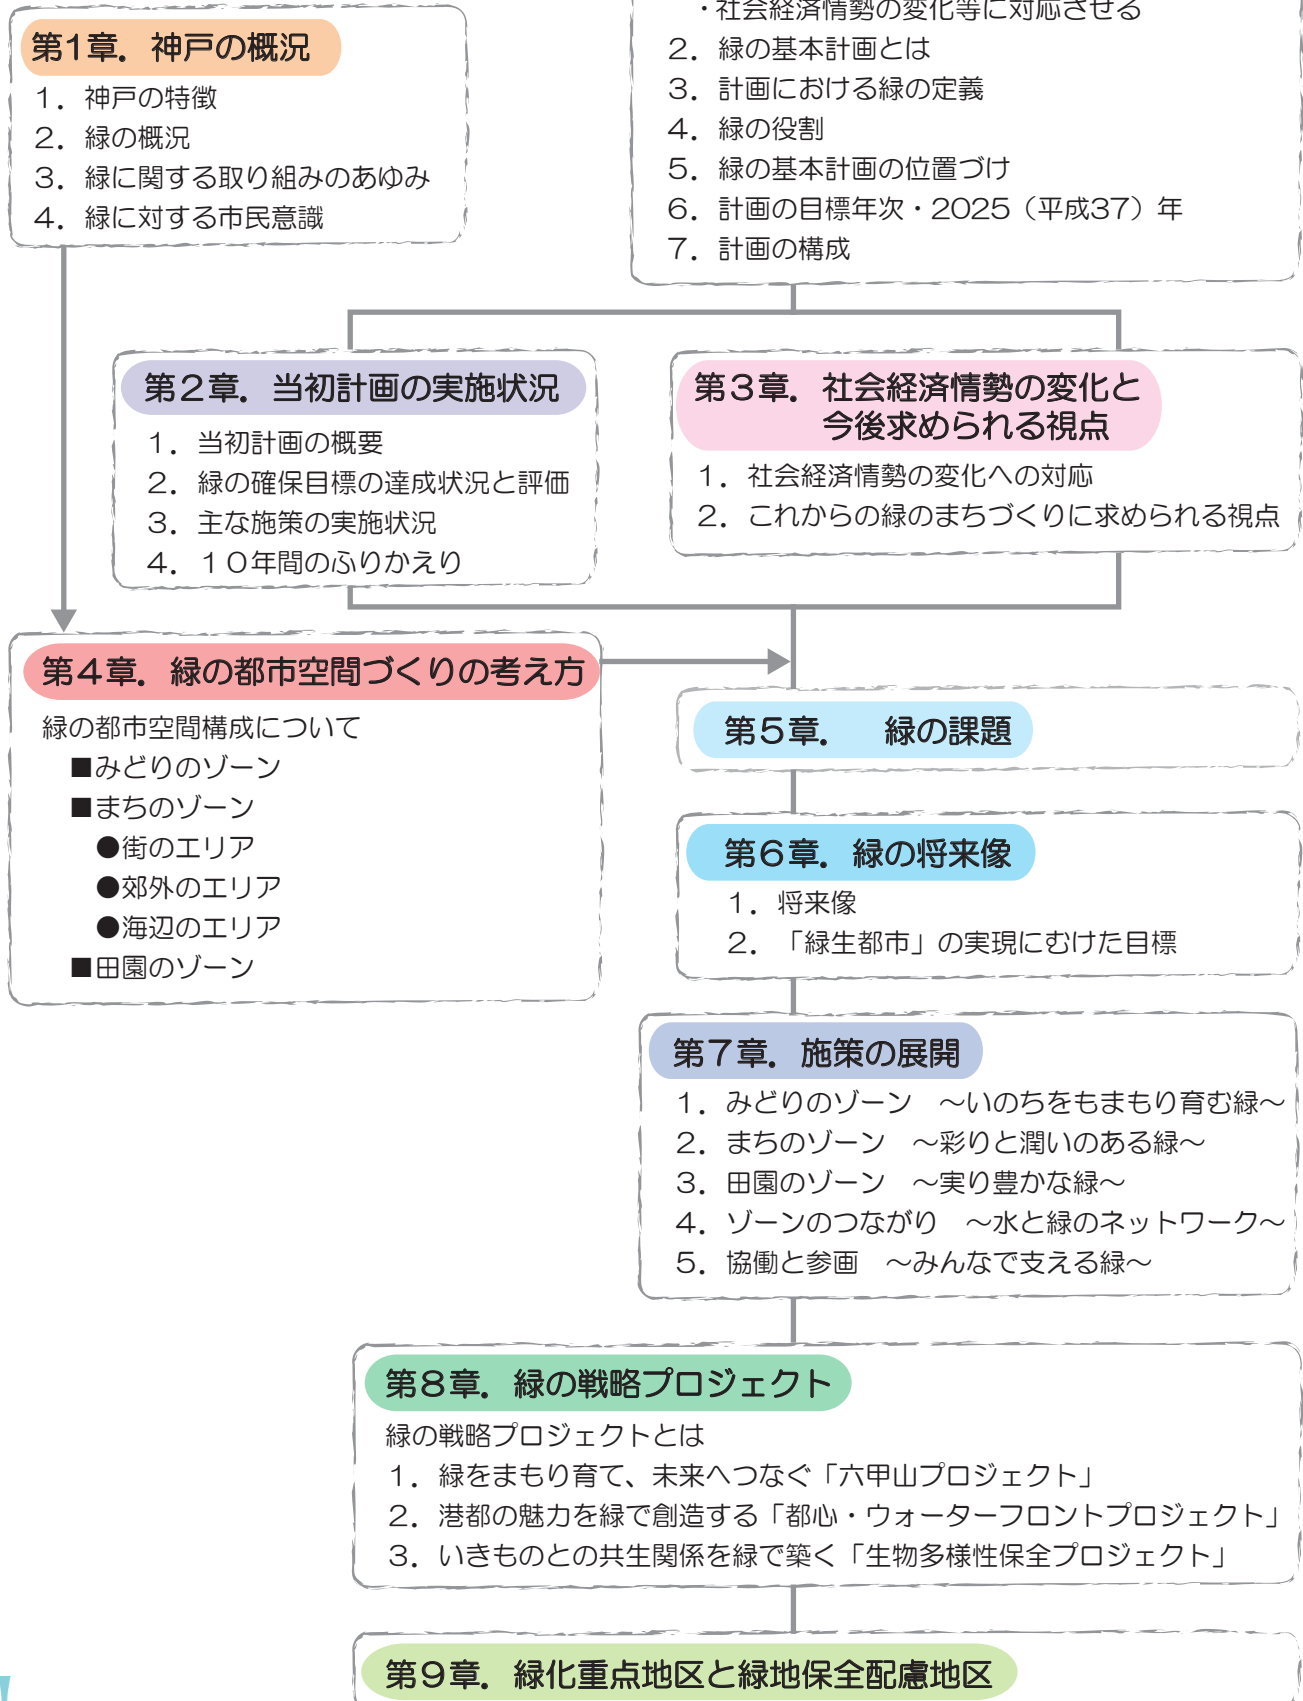 ・社会経済情勢の変化等に対応させる
2．緑の基本計画とは
3．計画における緑の定義
4．緑の役割
5．緑の基本計画の位置づけ
6．計画の目標年次・2025（平成37）年
7．計画の構成
第1章．神戸の概況
1．神戸の特徴
2．緑の概況
3．緑に関する取り組みのあゆみ
4．緑に対する市民意識
第2章．当初計画の実施状況
1．当初計画の概要
2．緑の確保目標の達成状況と評価
3．主な施策の実施状況
4．１０年間のふりかえり
第3章．社会経済情勢の変化と
今後求められる視点
1．社会経済情勢の変化への対応
2．これからの緑のまちづくりに求められる視点
第4章．緑の都市空間づくりの考え方
緑の都市空間構成について
■みどりのゾーン
■まちのゾーン
●街のエリア
●郊外のエリア
●海辺のエリア
■田園のゾーン
第5章．　緑の課題
第6章．緑の将来像
1．将来像
2．「緑生都市」の実現にむけた目標
第7章．施策の展開
1．みどりのゾーン　～いのちをもまもり育む緑～
2．まちのゾーン　～彩りと潤いのある緑～
3．田園のゾーン　～実り豊かな緑～
4．ゾーンのつながり　～水と緑のネットワーク～
5．協働と参画　～みんなで支える緑～
第8章．緑の戦略プロジェクト
緑の戦略プロジェクトとは
1．緑をまもり育て、未来へつなぐ「六甲山プロジェクト」
2．港都の魅力を緑で創造する「都心・ウォーターフロントプロジェクト」
3．いきものとの共生関係を緑で築く「生物多様性保全プロジェクト」
第9章．緑化重点地区と緑地保全配慮地区